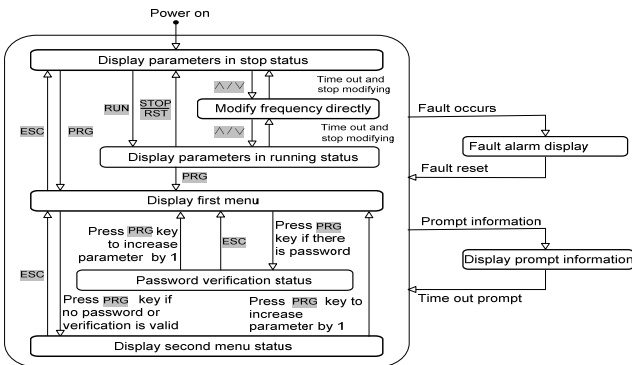 Power on
Display parameters in stop status
∧/∨
Time out and
stop modifying
RUN
STOP
RST
Modify frequency directly
Fault occurs
ESC
PRG
∧/∨
Time out and
stop modifying
Fault alarm display
Display parameters in running status
Fault reset
PRG
Display first menu
Press PRG key
to increase
parameter by 1
ESC
Press PRG
key if there
is password
Prompt information
Display prompt information
ESC
Password verification status
Press PRG key if
no password or
verification is valid
Press PRG key to
increase
parameter by 1
Time out prompt
Display second menu status